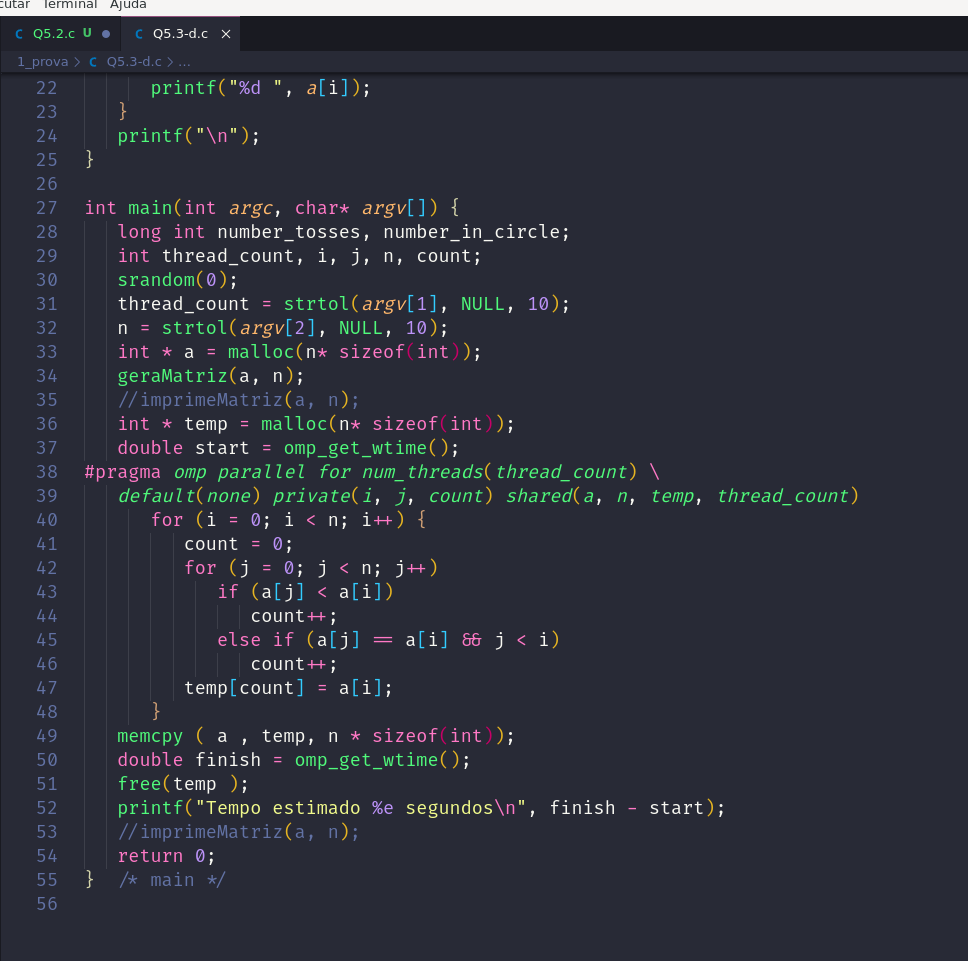 cutar Terminal Ajuda
C Q5.2.c U ● C Q5.3-d.c ×
1_prova > C Q5.3-d.c > ...
22 printf("%d ", a[i]);
23 }
24 printf("\n");
25 }
26
27 int main(int argc, char* argv[]) {
28 long int number_tosses, number_in_circle;
29 int thread_count, i, j, n, count;
30 srandom(0);
31 thread_count = strtol(argv[1], NULL, 10);
32 n = strtol(argv[2], NULL, 10);
33 int * a = malloc(n* sizeof(int));
34 geraMatriz(a, n);
35 //imprimeMatriz(a, n);
36 int * temp = malloc(n* sizeof(int));
37 double start = omp_get_wtime();
38 #pragma omp parallel for num_threads(thread_count) \
39 default(none) private(i, j, count) shared(a, n, temp, thread_count)
40 for (i = 0; i < n; i++) {
41 count = 0;
42 for (j = 0; j < n; j++)
43 if (a[j] < a[i])
44 count++;
45 else if (a[j] == a[i] && j < i)
46 count++;
47 temp[count] = a[i];
48 }
49 memcpy ( a , temp, n * sizeof(int));
50 double finish = omp_get_wtime();
51 free(temp );
52 printf("Tempo estimado %e segundos\n", finish - start);
53 //imprimeMatriz(a, n);
54 return 0;
55 } /* main */
56